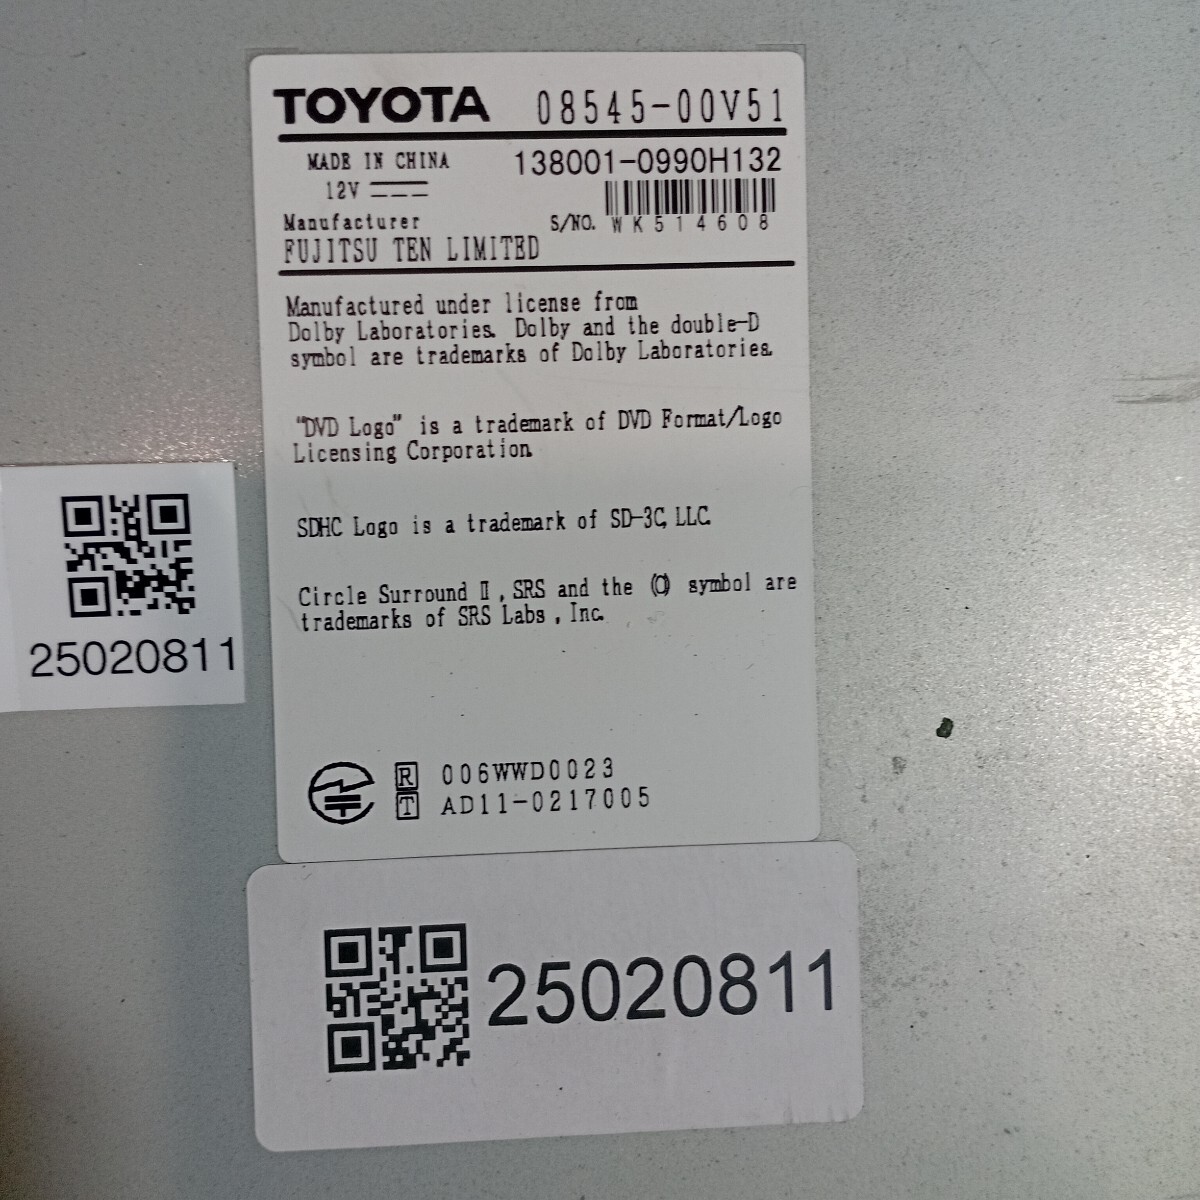 TOYOTA 08545-00V51
MADE IN CHINA 138001-0990H132
12V
Manufacturer S/NO. WK514608
FUJITSU TEN LIMITED
Manufactured under license from
Dolby Laboratories. Dolby and the double-D
symbol are trademarks of Dolby Laboratories.
"DVD Logo" is a trademark of DVD Format/Logo
Licensing Corporation.
SDHC Logo is a trademark of SD-3C, LLC.
Circle Surround Ⅱ, SRS and the symbol are
trademarks of SRS Labs, Inc.
R 006WWD0023
T AD11-0217005
25020811
25020811